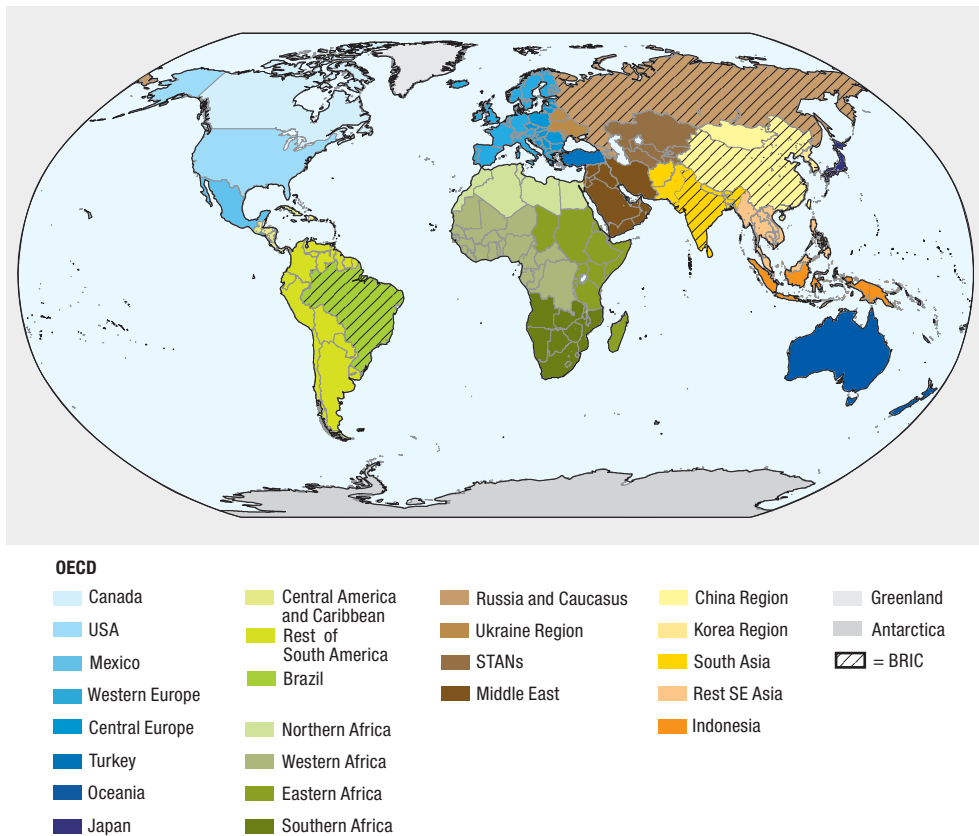 OECD
Canada
USA
Mexico
Western Europe
Central Europe
Turkey
Oceania
Japan
Central America
and Caribbean
Rest of
South America
Brazil
Northern Africa
Western Africa
Eastern Africa
Southern Africa
Russia and Caucasus
Ukraine Region
STANs
Middle East
China Region
Korea Region
South Asia
Rest SE Asia
Indonesia
Greenland
Antarctica
= BRIC